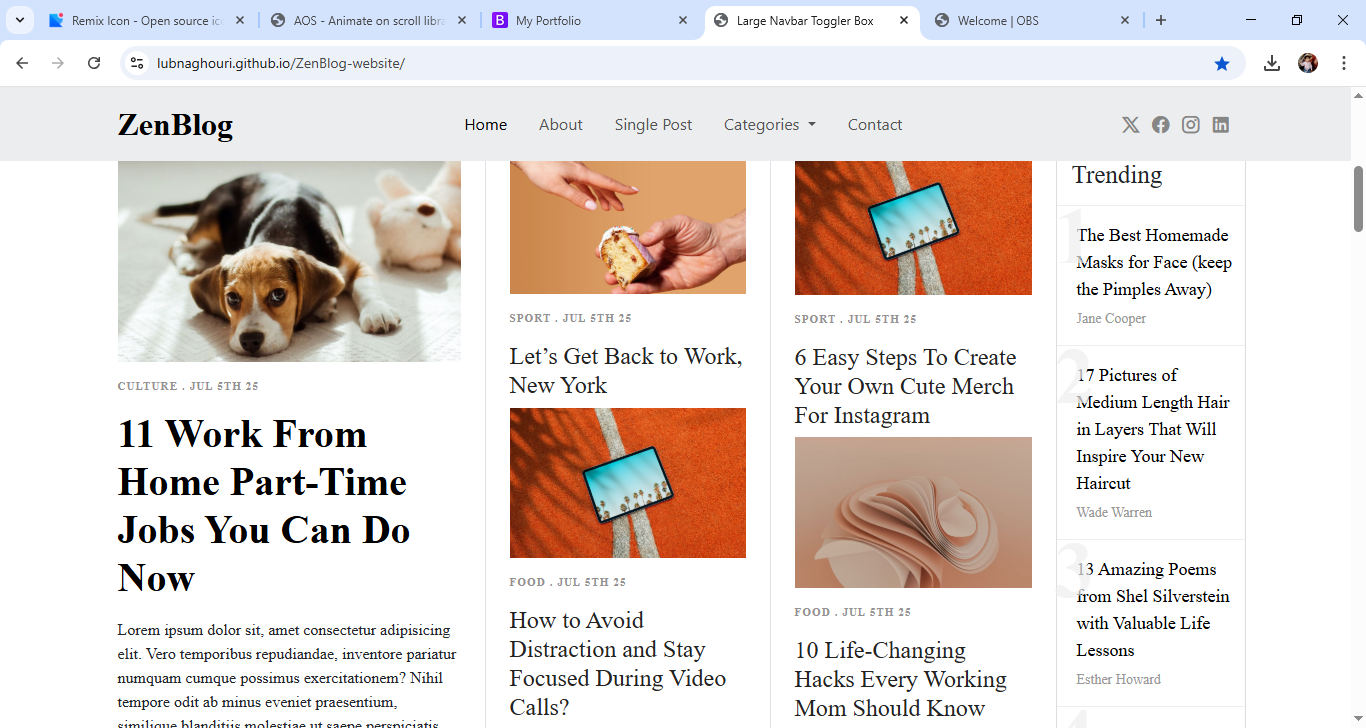 Remix Icon - Open source ic
AOS - Animate on scroll libra
B
My Portfolio
Large Navbar Toggler Box
Welcome | OBS
lubnaghouri.github.io/ZenBlog-website/
ZenBlog
Home
About
Single Post
Categories
Contact
CULTURE . JUL 5TH 25
11 Work From
Home Part-Time
Jobs You Can Do
Now
Lorem ipsum dolor sit, amet consectetur adipisicing
elit. Vero temporibus repudiandae, inventore pariatur
numquam cumque possimus exercitationem? Nihil
tempore odit ab minus eveniet praesentium,
similique blanditiis molestiae ut saepe perspiciatis
SPORT . JUL 5TH 25
Let’s Get Back to Work,
New York
FOOD . JUL 5TH 25
How to Avoid
Distraction and Stay
Focused During Video
Calls?
SPORT . JUL 5TH 25
6 Easy Steps To Create
Your Own Cute Merch
For Instagram
FOOD . JUL 5TH 25
10 Life-Changing
Hacks Every Working
Mom Should Know
Trending
1
The Best Homemade
Masks for Face (keep
the Pimples Away)
Jane Cooper
2
17 Pictures of
Medium Length Hair
in Layers That Will
Inspire Your New
Haircut
Wade Warren
3
13 Amazing Poems
from Shel Silverstein
with Valuable Life
Lessons
Esther Howard